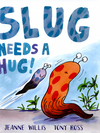 SLUG
NEEDS A
HUG!
JEANNE WILLIS TONY ROSS